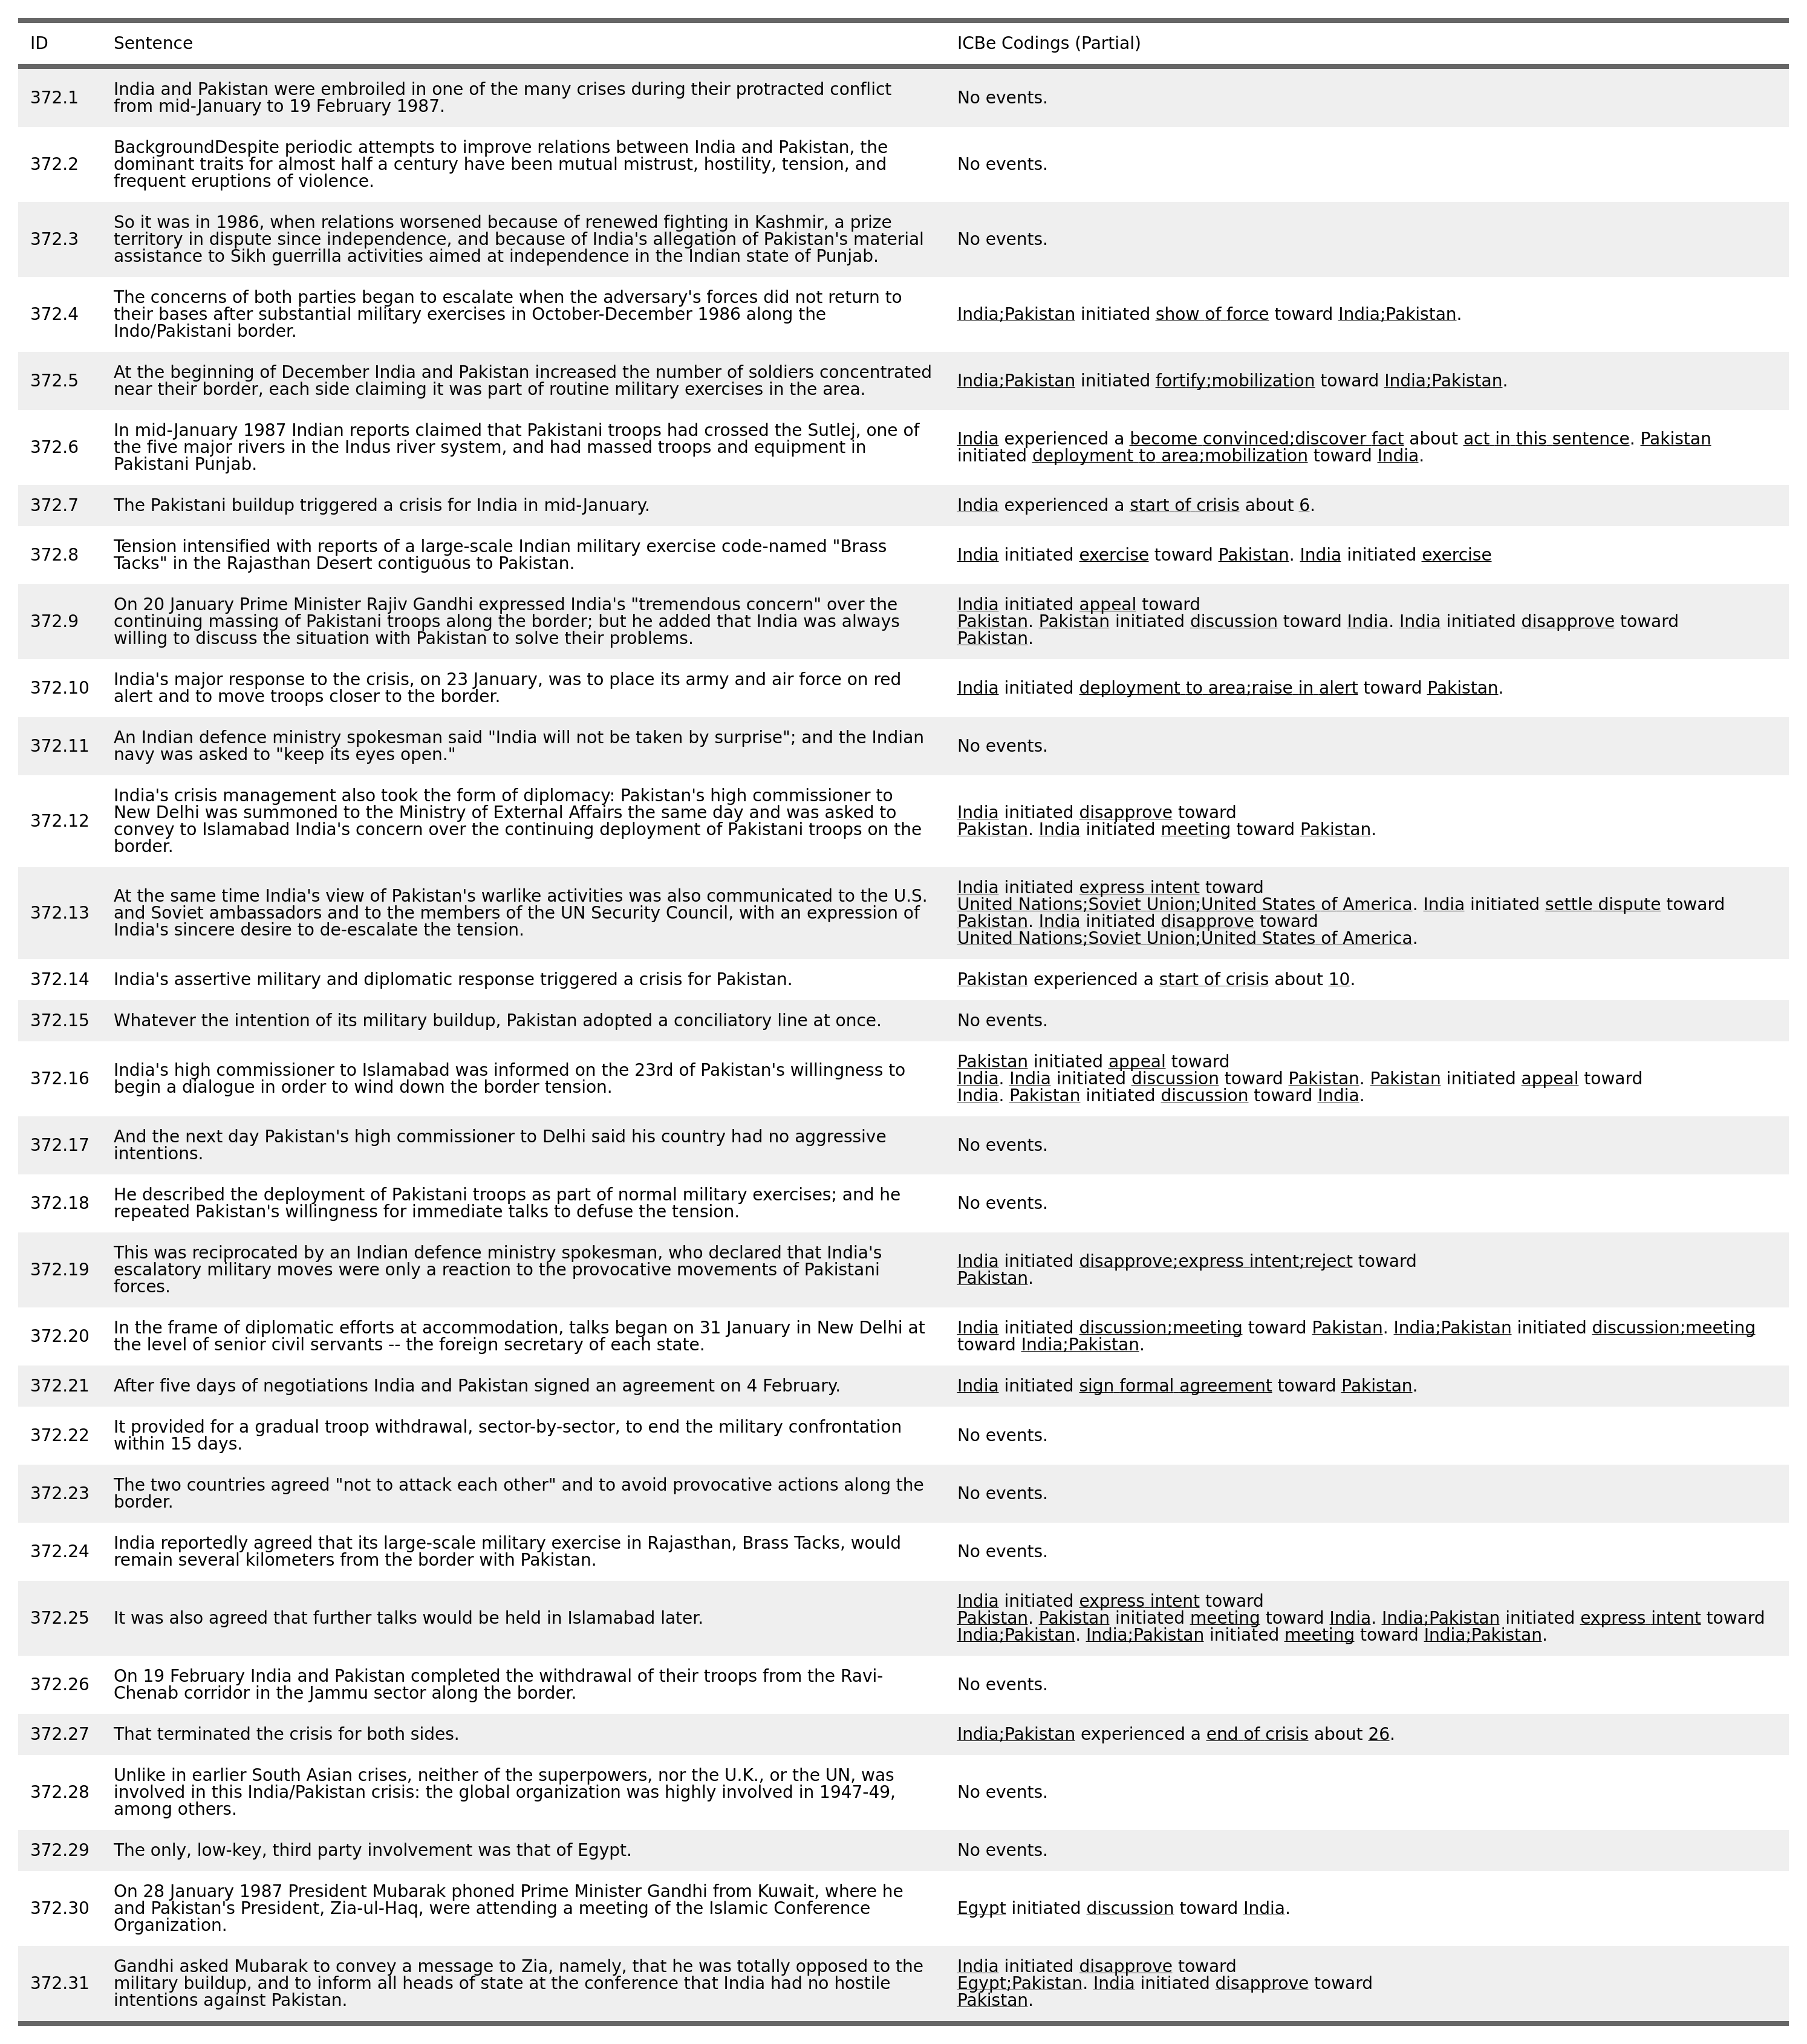 ID Sentence ICBe Codings (Partial)
372.1 India and Pakistan were embroiled in one of the many crises during their protracted conflict
from mid-January to 19 February 1987.
No events.
372.2 BackgroundDespite periodic attempts to improve relations between India and Pakistan, the
dominant traits for almost half a century have been mutual mistrust, hostility, tension, and
frequent eruptions of violence.
No events.
372.3 So it was in 1986, when relations worsened because of renewed fighting in Kashmir, a prize
territory in dispute since independence, and because of India's allegation of Pakistan's material
assistance to Sikh guerrilla activities aimed at independence in the Indian state of Punjab.
No events.
372.4 The concerns of both parties began to escalate when the adversary's forces did not return to
their bases after substantial military exercises in October-December 1986 along the
Indo/Pakistani border.
India;Pakistan initiated show of force toward India;Pakistan.
372.5 At the beginning of December India and Pakistan increased the number of soldiers concentrated
near their border, each side claiming it was part of routine military exercises in the area.
India;Pakistan initiated fortify;mobilization toward India;Pakistan.
372.6 In mid-January 1987 Indian reports claimed that Pakistani troops had crossed the Sutlej, one of
the five major rivers in the Indus river system, and had massed troops and equipment in
Pakistani Punjab.
India experienced a become convinced;discover fact about act in this sentence. Pakistan
initiated deployment to area;mobilization toward India.
372.7 The Pakistani buildup triggered a crisis for India in mid-January.
India experienced a start of crisis about 6.
372.8 Tension intensified with reports of a large-scale Indian military exercise code-named "Brass
Tacks" in the Rajasthan Desert contiguous to Pakistan.
India initiated exercise toward Pakistan. India initiated exercise
372.9 On 20 January Prime Minister Rajiv Gandhi expressed India's "tremendous concern" over the
continuing massing of Pakistani troops along the border; but he added that India was always
willing to discuss the situation with Pakistan to solve their problems.
India initiated appeal toward
Pakistan. Pakistan initiated discussion toward India. India initiated disapprove toward
Pakistan.
372.10 India's major response to the crisis, on 23 January, was to place its army and air force on red
alert and to move troops closer to the border.
India initiated deployment to area;raise in alert toward Pakistan.
372.11 An Indian defence ministry spokesman said "India will not be taken by surprise"; and the Indian
navy was asked to "keep its eyes open."
No events.
372.12 India's crisis management also took the form of diplomacy: Pakistan's high commissioner to
New Delhi was summoned to the Ministry of External Affairs the same day and was asked to
convey to Islamabad India's concern over the continuing deployment of Pakistani troops on the
border.
India initiated disapprove toward
Pakistan. India initiated meeting toward Pakistan.
372.13 At the same time India's view of Pakistan's warlike activities was also communicated to the U.S.
and Soviet ambassadors and to the members of the UN Security Council, with an expression of
India's sincere desire to de-escalate the tension.
India initiated express intent toward
United Nations;Soviet Union;United States of America. India initiated settle dispute toward
Pakistan. India initiated disapprove toward
United Nations;Soviet Union;United States of America.
372.14 India's assertive military and diplomatic response triggered a crisis for Pakistan.
Pakistan experienced a start of crisis about 10.
372.15 Whatever the intention of its military buildup, Pakistan adopted a conciliatory line at once.
No events.
372.16 India's high commissioner to Islamabad was informed on the 23rd of Pakistan's willingness to
begin a dialogue in order to wind down the border tension.
Pakistan initiated appeal toward
India. India initiated discussion toward Pakistan. Pakistan initiated appeal toward
India. Pakistan initiated discussion toward India.
372.17 And the next day Pakistan's high commissioner to Delhi said his country had no aggressive
intentions.
No events.
372.18 He described the deployment of Pakistani troops as part of normal military exercises; and he
repeated Pakistan's willingness for immediate talks to defuse the tension.
No events.
372.19 This was reciprocated by an Indian defence ministry spokesman, who declared that India's
escalatory military moves were only a reaction to the provocative movements of Pakistani
forces.
India initiated disapprove;express intent;reject toward
Pakistan.
372.20 In the frame of diplomatic efforts at accommodation, talks began on 31 January in New Delhi at
the level of senior civil servants -- the foreign secretary of each state.
India initiated discussion;meeting toward Pakistan. India;Pakistan initiated discussion;meeting
toward India;Pakistan.
372.21 After five days of negotiations India and Pakistan signed an agreement on 4 February.
India initiated sign formal agreement toward Pakistan.
372.22 It provided for a gradual troop withdrawal, sector-by-sector, to end the military confrontation
within 15 days.
No events.
372.23 The two countries agreed "not to attack each other" and to avoid provocative actions along the
border.
No events.
372.24 India reportedly agreed that its large-scale military exercise in Rajasthan, Brass Tacks, would
remain several kilometers from the border with Pakistan.
No events.
372.25 It was also agreed that further talks would be held in Islamabad later.
India initiated express intent toward
Pakistan. Pakistan initiated meeting toward India. India;Pakistan initiated express intent toward
India;Pakistan. India;Pakistan initiated meeting toward India;Pakistan.
372.26 On 19 February India and Pakistan completed the withdrawal of their troops from the Ravi-
Chenab corridor in the Jammu sector along the border.
No events.
372.27 That terminated the crisis for both sides.
India;Pakistan experienced a end of crisis about 26.
372.28 Unlike in earlier South Asian crises, neither of the superpowers, nor the U.K., or the UN, was
involved in this India/Pakistan crisis: the global organization was highly involved in 1947-49,
among others.
No events.
372.29 The only, low-key, third party involvement was that of Egypt.
No events.
372.30 On 28 January 1987 President Mubarak phoned Prime Minister Gandhi from Kuwait, where he
and Pakistan's President, Zia-ul-Haq, were attending a meeting of the Islamic Conference
Organization.
Egypt initiated discussion toward India.
372.31 Gandhi asked Mubarak to convey a message to Zia, namely, that he was totally opposed to the
military buildup, and to inform all heads of state at the conference that India had no hostile
intentions against Pakistan.
India initiated disapprove toward
Egypt;Pakistan. India initiated disapprove toward
Pakistan.